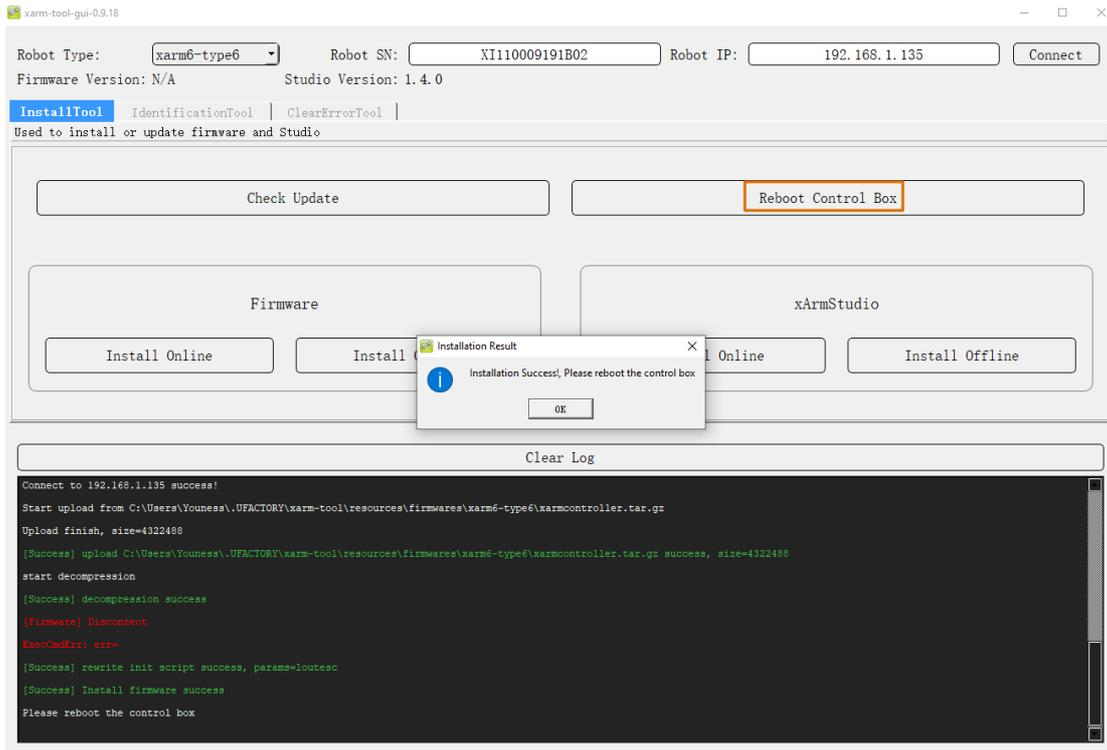 xarm-tool-gui-0.9.18
Robot Type: xarm6-type6 Robot SN: XI110009191B02 Robot IP: 192.168.1.135 Connect
Firmware Version: N/A Studio Version: 1.4.0
InstallTool IdentificationTool ClearErrorTool
Used to install or update firmware and Studio
Check Update Reboot Control Box
Firmware xArmStudio
Install Online Install Online Install Offline
Installation Result
Installation Success!, Please reboot the control box
OK
Clear Log
Connect to 192.168.1.135 success!
Start upload from C:\Users\Youness\.UFACTORY\xarm-tool\resources\firmwares\xarm6-type6\xarmcontroller.tar.gz
Upload finish, size=4322488
[Success] upload C:\Users\Youness\.UFACTORY\xarm-tool\resources\firmwares\xarm6-type6\xarmcontroller.tar.gz success, size=4322488
start decompression
[Success] decompression success
[Firmware] Disconnect
ExecCmdErr: err=
[Success] rewrite init script success, params=loutesc
[Success] Install firmware success
Please reboot the control box